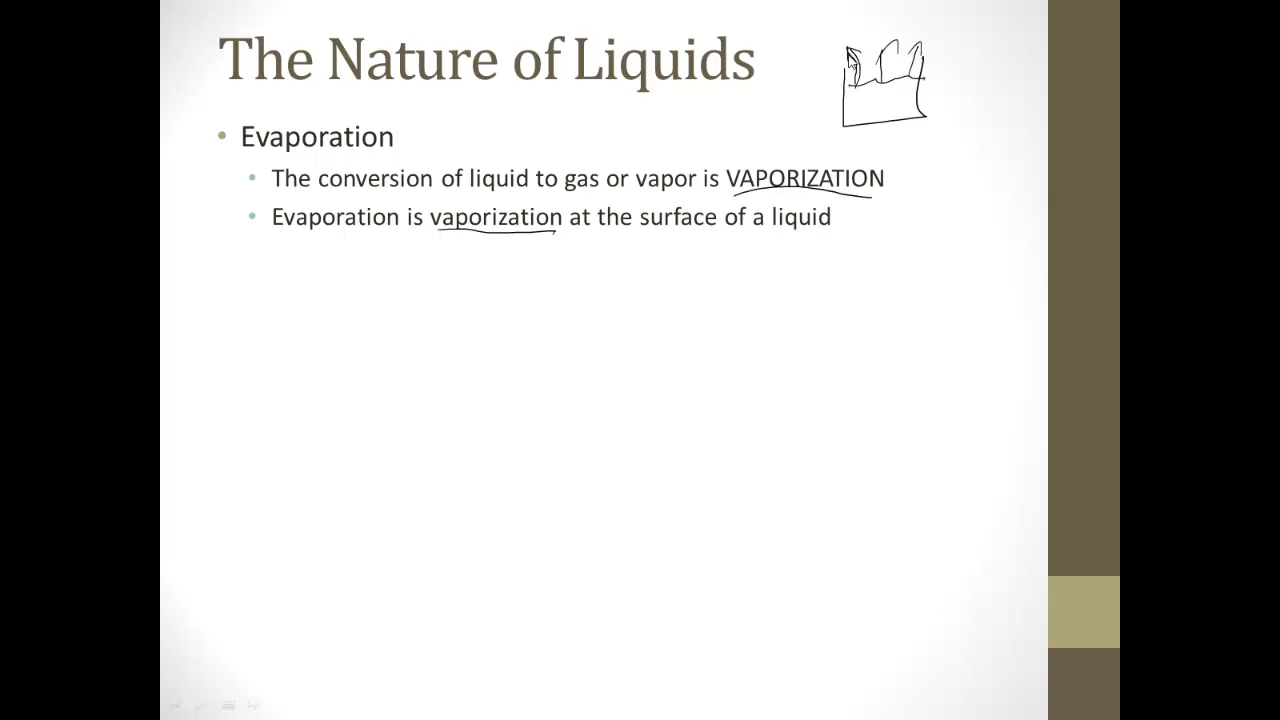 The Nature of Liquids
• Evaporation
• The conversion of liquid to gas or vapor is VAPORIZATION
• Evaporation is vaporization at the surface of a liquid